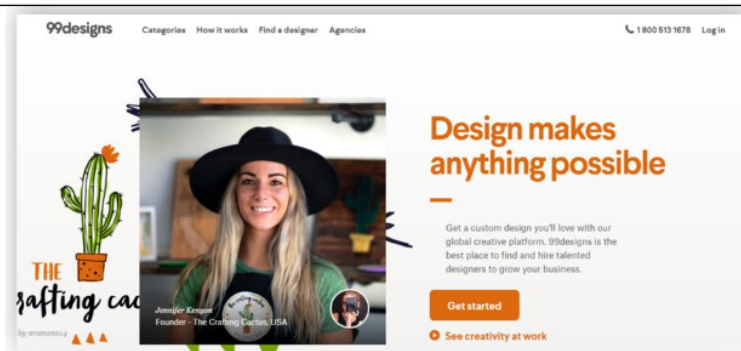 99designs
Categories How it works Find a designer Agencies
1 800 513 1678 Log in
THE
rafting cac
by ananana14
Jennifer Kenyon
Founder - The Crafting Cactus, USA
Design makes
anything possible
Get a custom design you'll love with our
global creative platform. 99designs is the
best place to find and hire talented
designers to grow your business.
Get started
See creativity at work